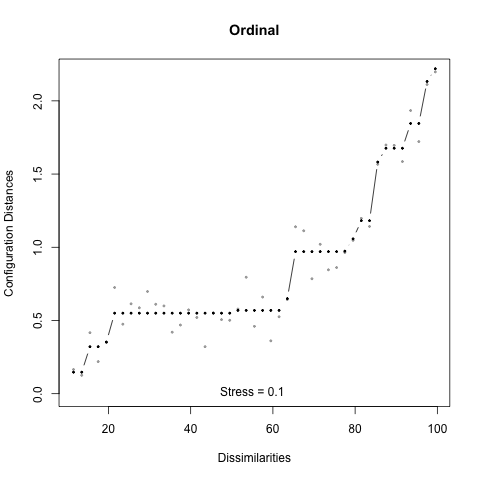 Ordinal
Configuration Distances
2.0
1.5
1.0
0.5
0.0
Stress = 0.1
20 40 60 80 100
Dissimilarities